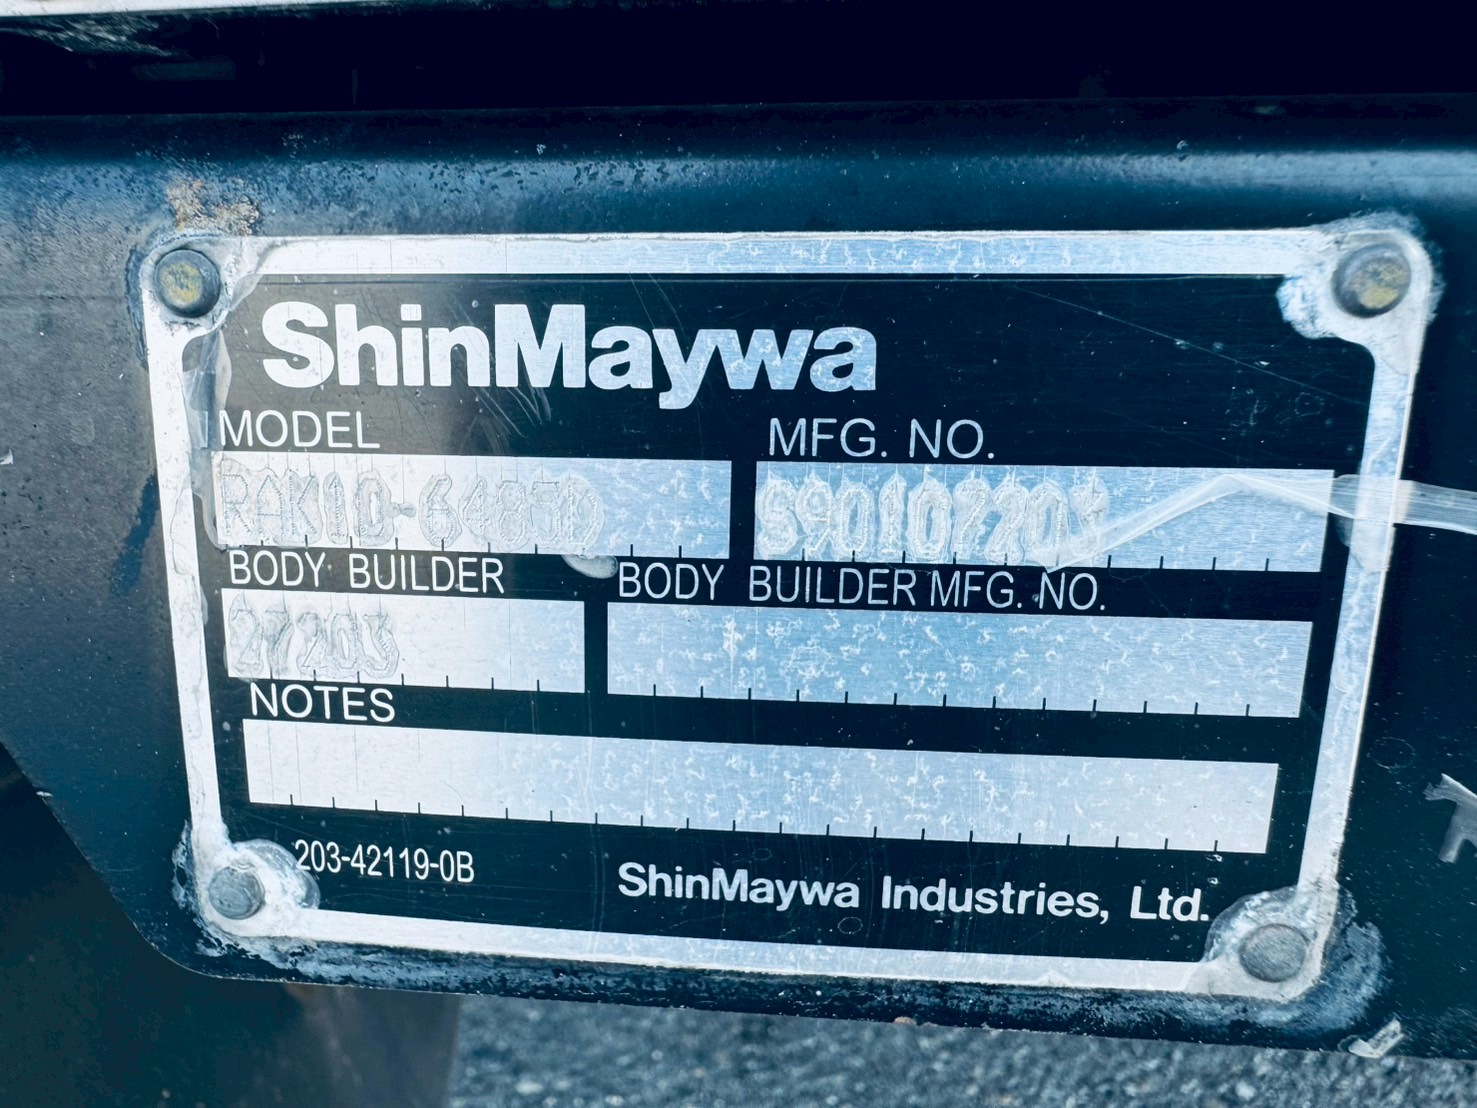 ShinMaywa
MODEL MFG. NO.
RAK10-6485D S901072203
BODY BUILDER BODY BUILDER MFG. NO.
27203
NOTES
203-42119-0B ShinMaywa Industries, Ltd.